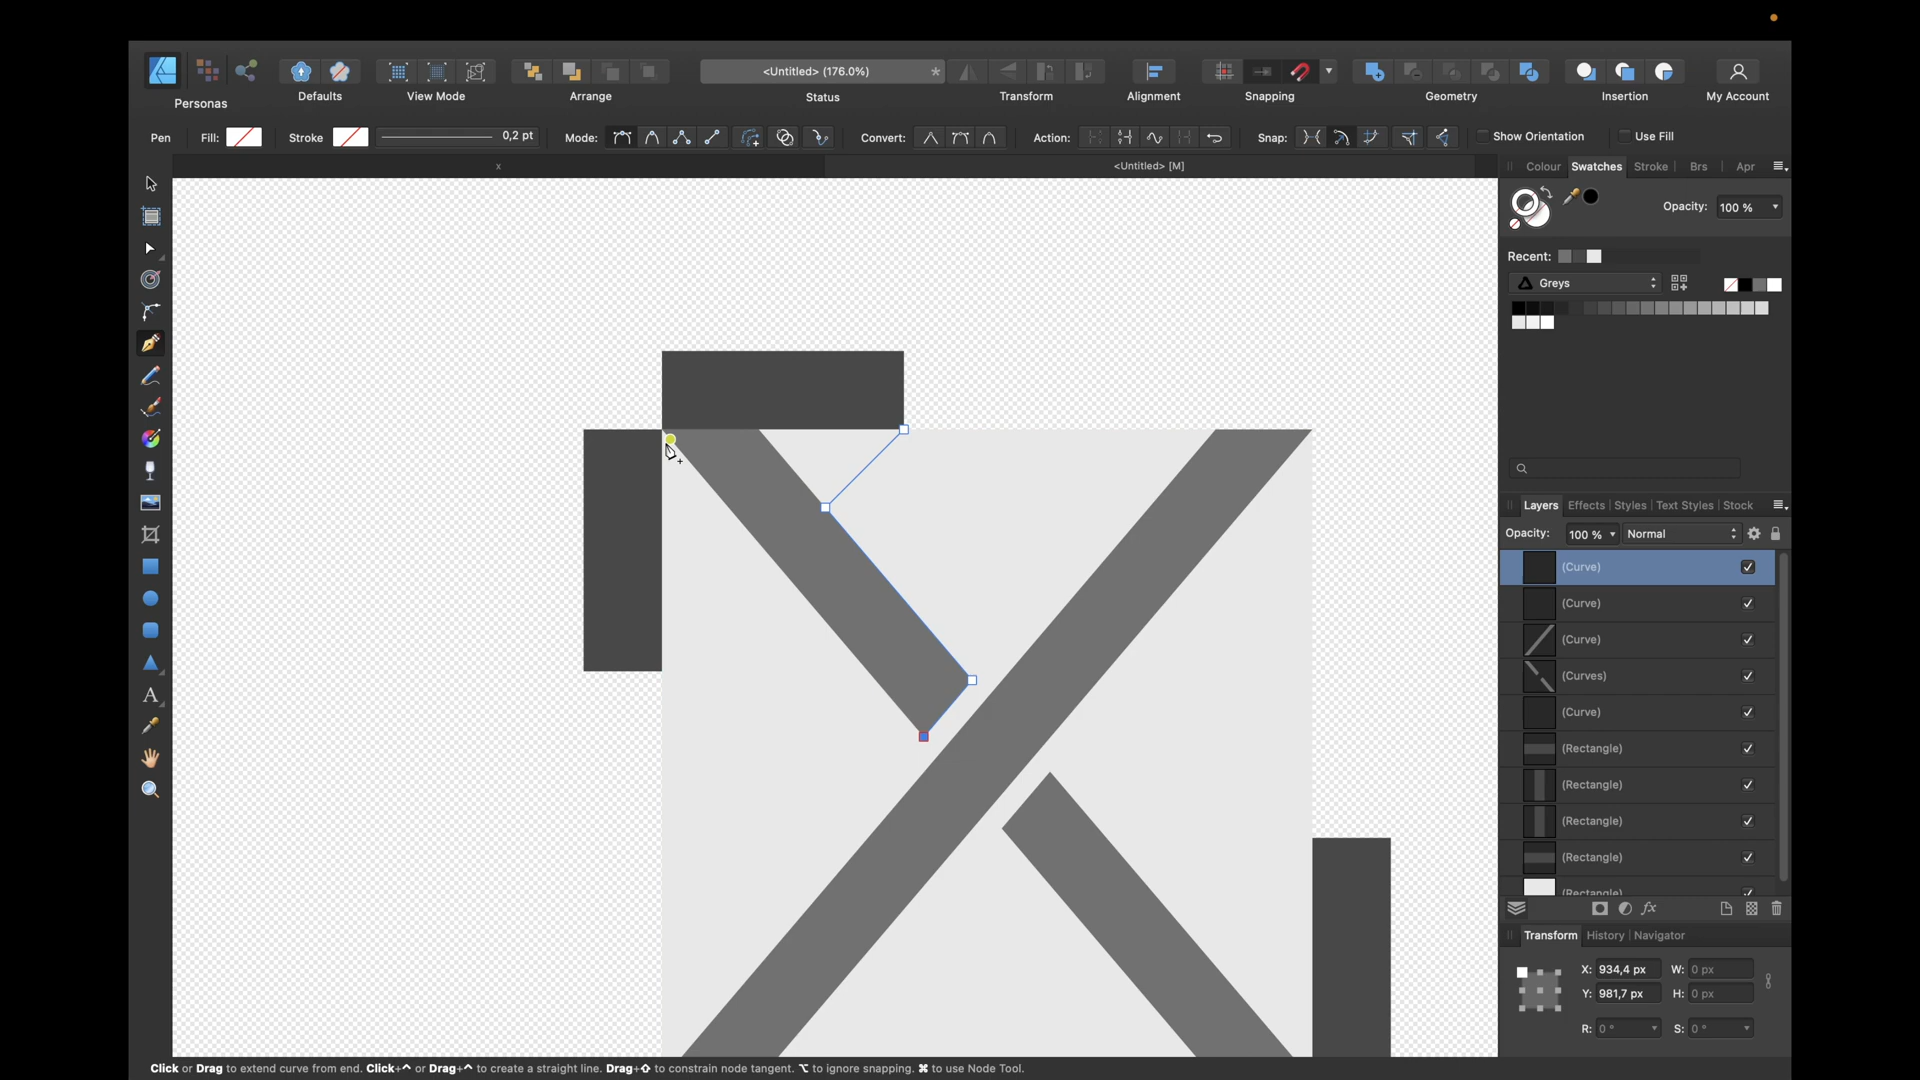 <Untitled> (176.0%) *
Personas Defaults View Mode Arrange Status Transform Alignment Snapping Geometry Insertion My Account
Pen Fill: Stroke 0,2 pt Mode: Convert: Action: Snap: Show Orientation Use Fill
x <Untitled> [M]
Colour Swatches Stroke Brs Apr
Opacity: 100 %
Recent:
Greys
A
Layers Effects Styles Text Styles Stock
Opacity: 100 % Normal
(Curve)
(Curve)
(Curve)
(Curves)
(Curve)
(Rectangle)
(Rectangle)
(Rectangle)
(Rectangle)
(Rectangle)
fx
Transform History Navigator
X: 934,4 px W: 0 px
Y: 981,7 px H: 0 px
R: 0 ° S: 0 °
Click or Drag to extend curve from end. Click+⌃ or Drag+⌃ to create a straight line. Drag+⇧ to constrain node tangent. ⌥ to ignore snapping. ⌘ to use Node Tool.